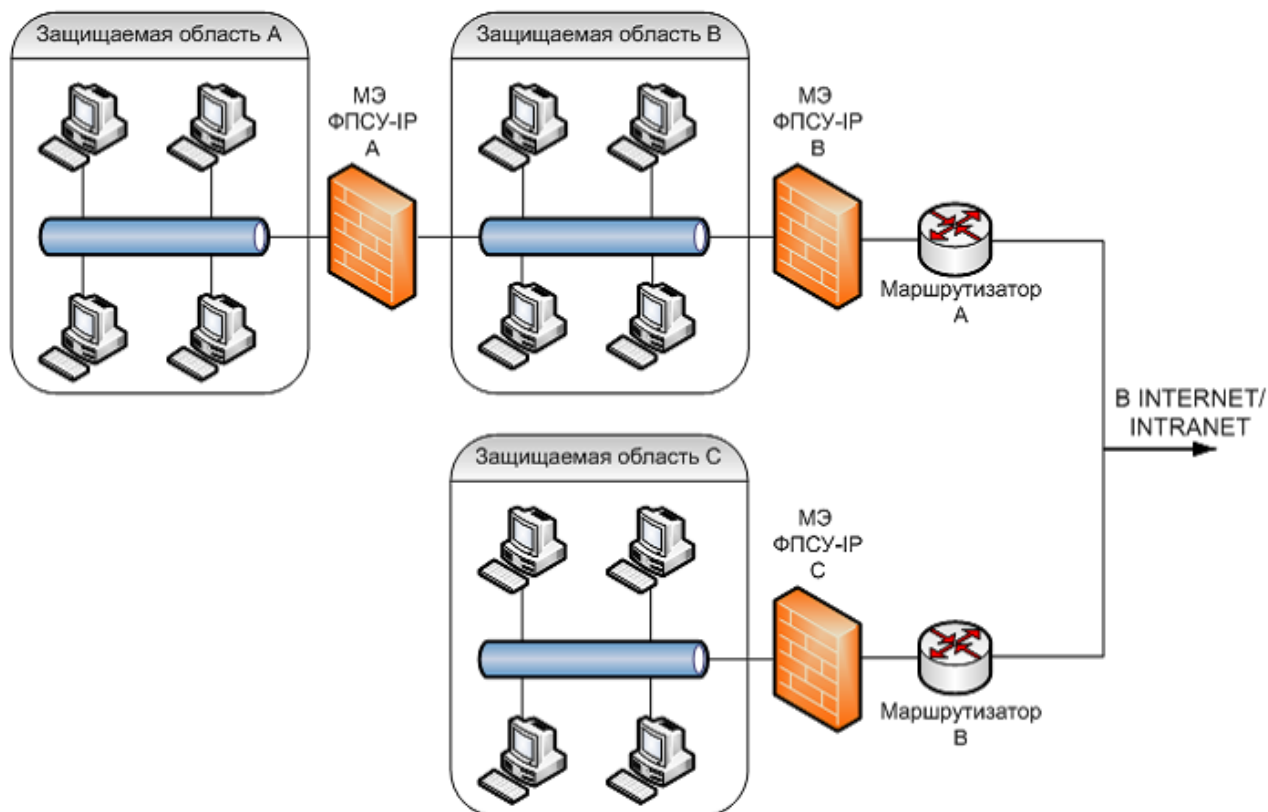 Защищаемая область А
Защищаемая область В
МЭ
ФПСУ-IP
А
МЭ
ФПСУ-IP
В
Маршрутизатор
А
В INTERNET/
INTRANET
Защищаемая область С
МЭ
ФПСУ-IP
С
Маршрутизатор
В